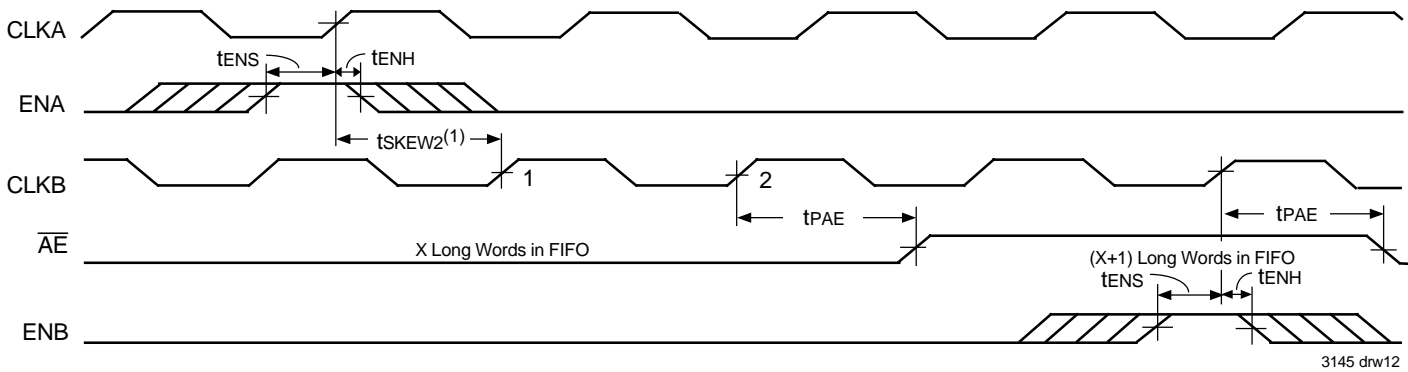 CLKA
tENS
tENH
ENA
tSKEW2(1)
CLKB
1
2
tPAE
tPAE
AE
X Long Words in FIFO
(X+1) Long Words in FIFO
tENS
tENH
ENB
3145 drw12